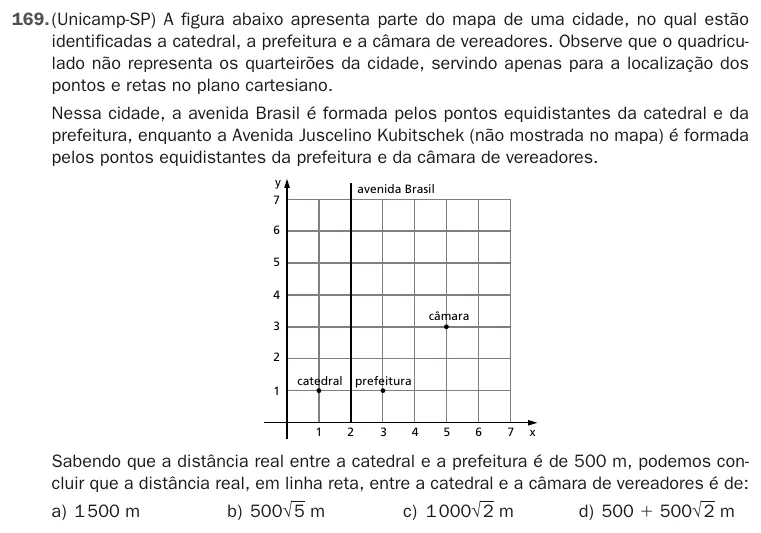 169. (Unicamp-SP) A figura abaixo apresenta parte do mapa de uma cidade, no qual estão
identificadas a catedral, a prefeitura e a câmara de vereadores. Observe que o quadricu-
lado não representa os quarteirões da cidade, servindo apenas para a localização dos
pontos e retas no plano cartesiano.
Nessa cidade, a avenida Brasil é formada pelos pontos equidistantes da catedral e da
prefeitura, enquanto a Avenida Juscelino Kubitschek (não mostrada no mapa) é formada
pelos pontos equidistantes da prefeitura e da câmara de vereadores.
y
avenida Brasil
7
6
5
4
câmara
3
2
catedral prefeitura
1
1 2 3 4 5 6 7 x
Sabendo que a distância real entre a catedral e a prefeitura é de 500 m, podemos con-
cluir que a distância real, em linha reta, entre a catedral e a câmara de vereadores é de:
a) 1500 m b) 500√5 m c) 1000√2 m d) 500 + 500√2 m